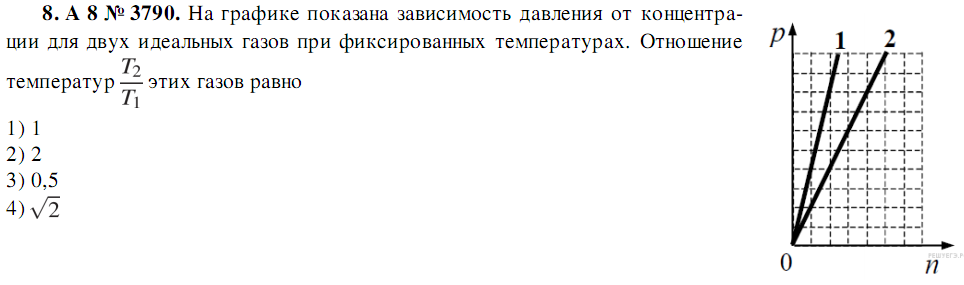 8. А 8 № 3790. На графике показана зависимость давления от концентра-
ции для двух идеальных газов при фиксированных температурах. Отношение
температур T₂/T₁ этих газов равно
1) 1
2) 2
3) 0,5
4) √2
p
1 2
0
n